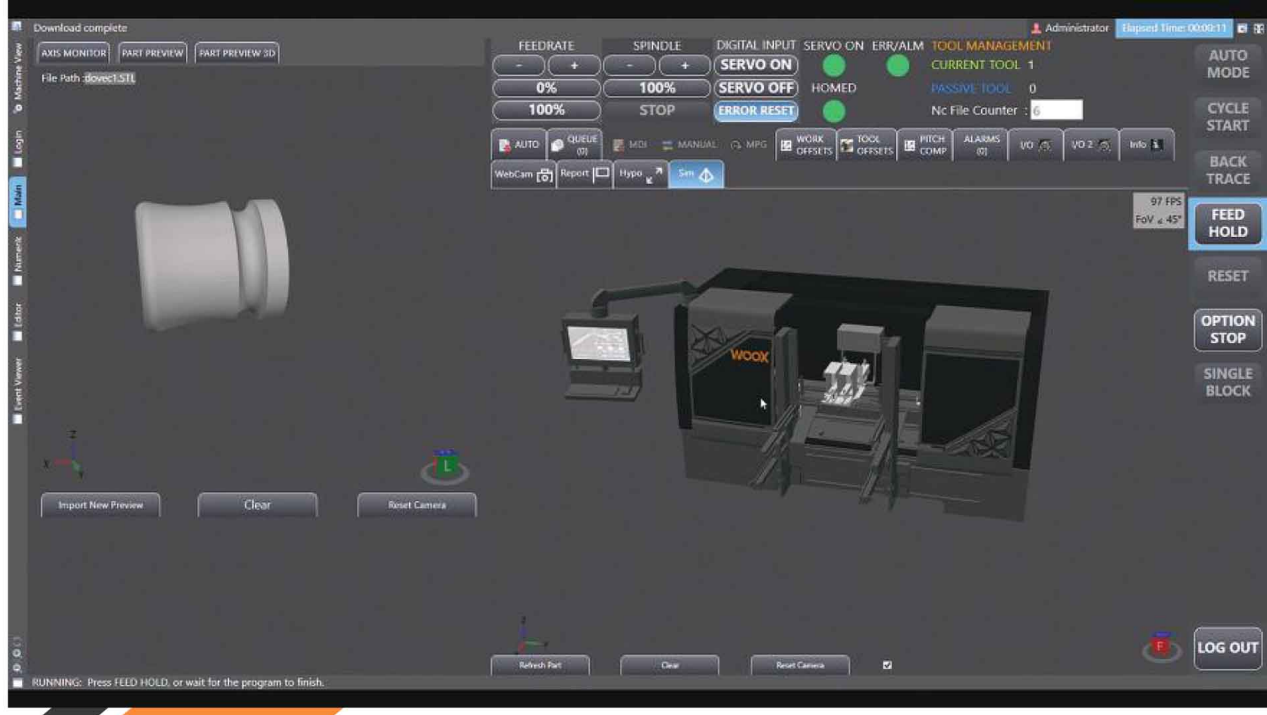 Download complete
Administrator
Elapsed Time: 00:00:11
Machine View
Login
Main
Numeric
Editor
Event Viewer
AXIS MONITOR
PART PREVIEW
PART PREVIEW 3D
File Path :dovec1.STL
FEEDRATE
SPINDLE
DIGITAL INPUT
SERVO ON
ERR/ALM
TOOL MANAGEMENT
- + - + SERVO ON
CURRENT TOOL 1
0% 100% SERVO OFF
HOMED
PASSIVE TOOL 0
100% STOP ERROR RESET
Nc File Counter : 6
AUTO
QUEUE
(0)
MDI
MANUAL
MPG
WORK
OFFSETS
TOOL
OFFSETS
PITCH
COMP
ALARMS
(0)
I/O
I/O 2
Info
WebCam
Report
Hypo
Sim
97 FPS
FoV ∠ 45°
WOOX
Z
X
Y
L
Import New Preview
Clear
Reset Camera
Z
F
Refresh Part
Clear
Reset Camera
AUTO
MODE
CYCLE
START
BACK
TRACE
FEED
HOLD
RESET
OPTION
STOP
SINGLE
BLOCK
LOG OUT
RUNNING: Press FEED HOLD, or wait for the program to finish.